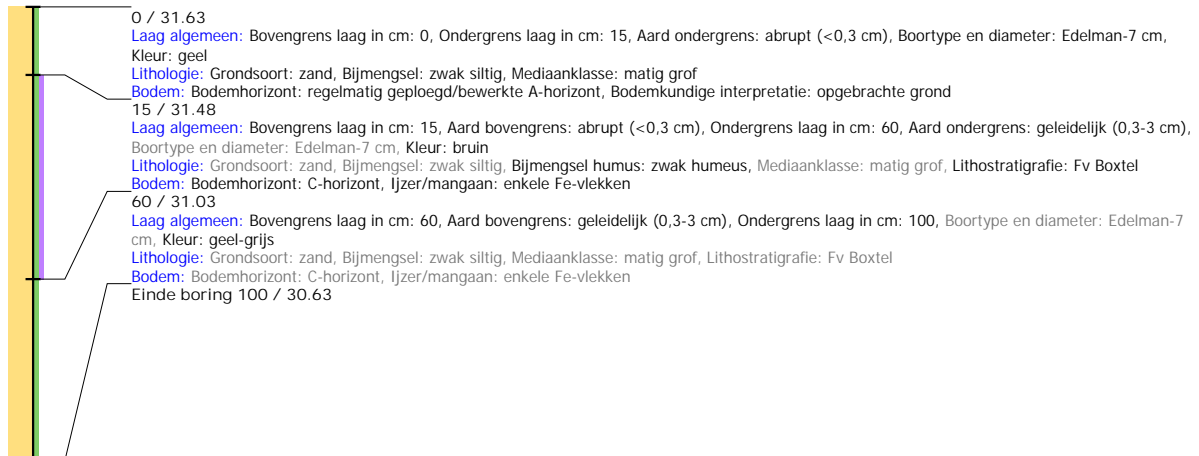 0 / 31.63
Laag algemeen: Bovengrens laag in cm: 0, Ondergrens laag in cm: 15, Aard ondergrens: abrupt (<0,3 cm), Boortype en diameter: Edelman-7 cm,
Kleur: geel
Lithologie: Grondsoort: zand, Bijmengsel: zwak siltig, Mediaanklasse: matig grof
Bodem: Bodemhorizont: regelmatig geploegd/bewerkte A-horizont, Bodemkundige interpretatie: opgebrachte grond
15 / 31.48
Laag algemeen: Bovengrens laag in cm: 15, Aard bovengrens: abrupt (<0,3 cm), Ondergrens laag in cm: 60, Aard ondergrens: geleidelijk (0,3-3 cm),
Boortype en diameter: Edelman-7 cm, Kleur: bruin
Lithologie: Grondsoort: zand, Bijmengsel: zwak siltig, Bijmengsel humus: zwak humeus, Mediaanklasse: matig grof, Lithostratigrafie: Fv Boxtel
Bodem: Bodemhorizont: C-horizont, Ijzer/mangaan: enkele Fe-vlekken
60 / 31.03
Laag algemeen: Bovengrens laag in cm: 60, Aard bovengrens: geleidelijk (0,3-3 cm), Ondergrens laag in cm: 100, Boortype en diameter: Edelman-7
cm, Kleur: geel-grijs
Lithologie: Grondsoort: zand, Bijmengsel: zwak siltig, Mediaanklasse: matig grof, Lithostratigrafie: Fv Boxtel
Bodem: Bodemhorizont: C-horizont, Ijzer/mangaan: enkele Fe-vlekken
Einde boring 100 / 30.63